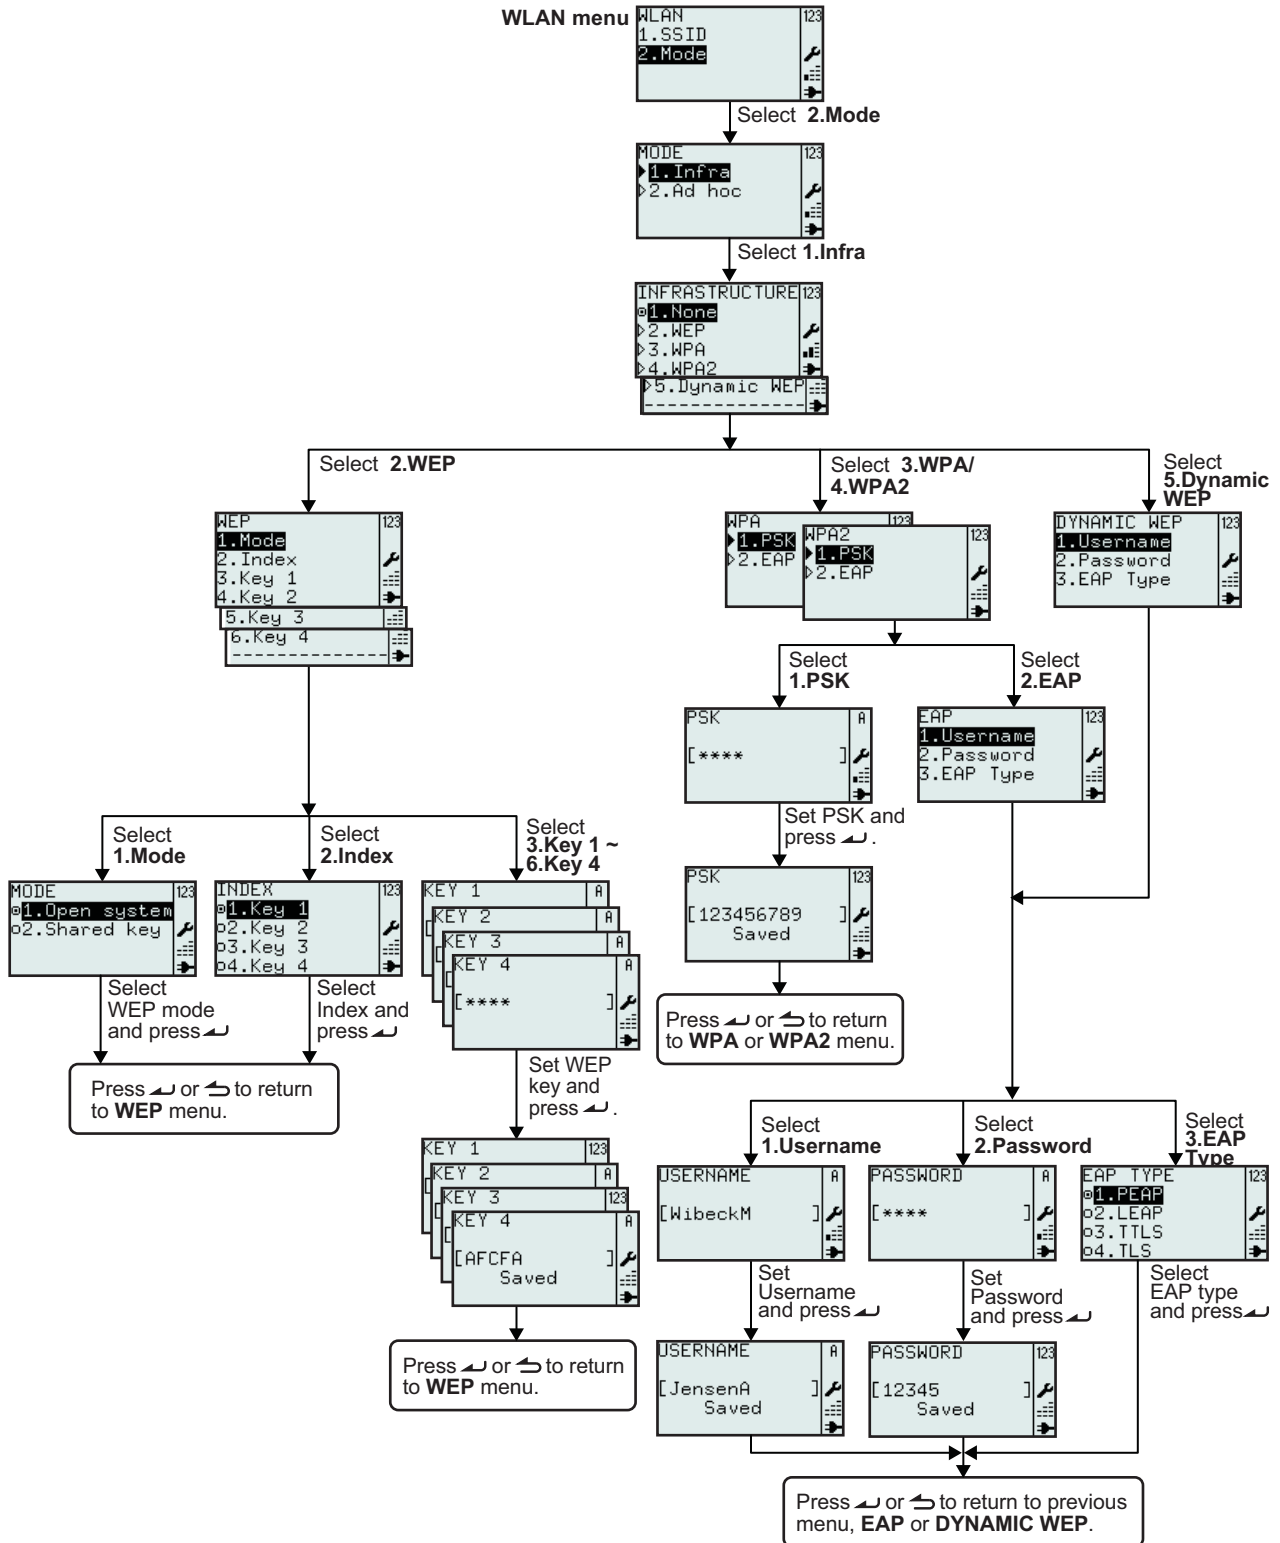 WLAN menu
WLAN 123
1.SSID
2.Mode
Select 2.Mode
MODE 123
1.Infra
2.Ad hoc
Select 1.Infra
INFRASTRUCTURE 123
1.None
2.WEP
3.WPA
4.WPA2
5.Dynamic WEP
Select 2.WEP
Select 3.WPA/
4.WPA2
Select
5.Dynamic
WEP
WEP 123
1.Mode
2.Index
3.Key 1
4.Key 2
5.Key 3
6.Key 4
WPA 123
1.PSK
2.EAP
WPA2 123
1.PSK
2.EAP
DYNAMIC WEP 123
1.Username
2.Password
3.EAP Type
Select
1.PSK
Select
2.EAP
PSK A
[**** ]
EAP 123
1.Username
2.Password
3.EAP Type
Set PSK and
press .
PSK 123
[123456789 ]
Saved
Press or to return
to WPA or WPA2 menu.
Select
1.Mode
Select
2.Index
Select
3.Key 1 ~
6.Key 4
MODE 123
1.Open system
2.Shared key
INDEX 123
1.Key 1
2.Key 2
3.Key 3
4.Key 4
KEY 1 A
KEY 2 A
KEY 3 A
KEY 4 A
[**** ]
Select
WEP mode
and press
Select
Index and
press
Press or to return
to WEP menu.
Set WEP
key and
press .
KEY 1 123
KEY 2 A
KEY 3 123
KEY 4 A
[AFCFA ]
Saved
Press or to return
to WEP menu.
Select
1.Username
Select
2.Password
Select
3.EAP
Type
USERNAME A
[WibeckM ]
PASSWORD A
[**** ]
EAP TYPE 123
1.PEAP
2.LEAP
3.TTLS
4.TLS
Set
Username
and press
Set
Password
and press
Select
EAP type
and press
USERNAME A
[JensenA ]
Saved
PASSWORD 123
[12345 ]
Saved
Press or to return to previous
menu, EAP or DYNAMIC WEP.